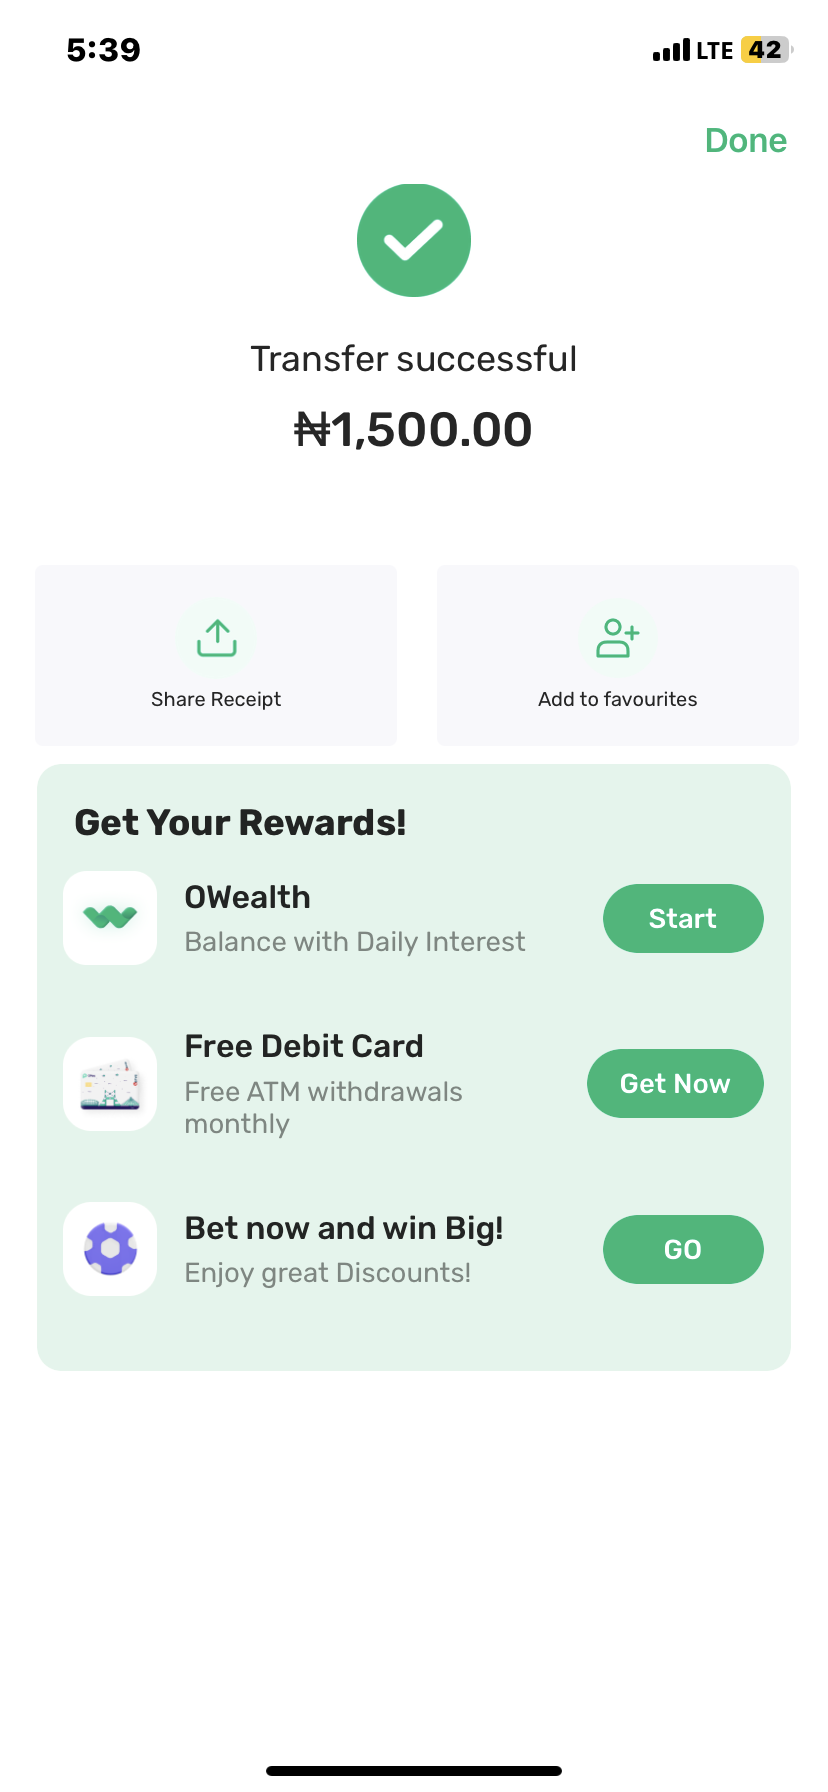 5:39
LTE 42
Done
Transfer successful
₦1,500.00
Share Receipt
Add to favourites
Get Your Rewards!
OWealth
Balance with Daily Interest
Start
Free Debit Card
Free ATM withdrawals
monthly
Get Now
Bet now and win Big!
Enjoy great Discounts!
GO